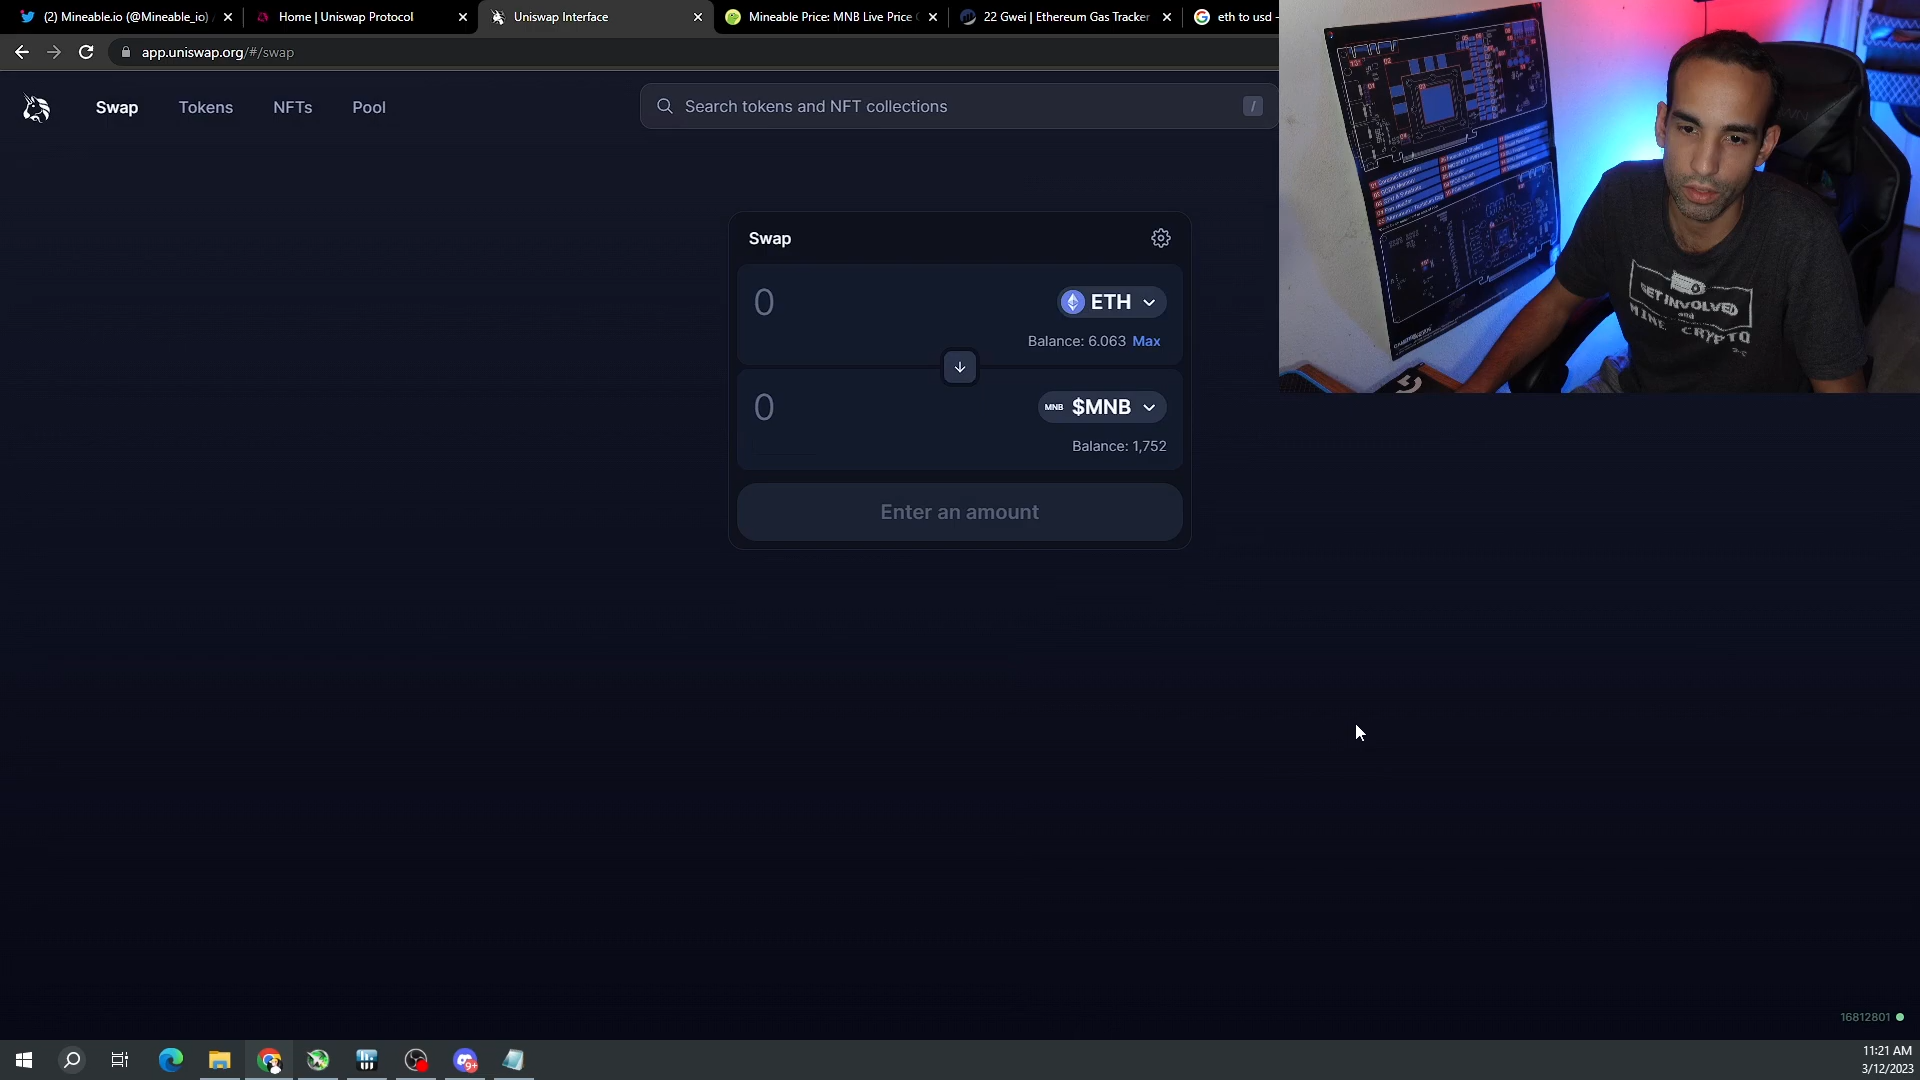 (2) Mineable.io (@Mineable_io)
Home | Uniswap Protocol
Uniswap Interface
Mineable Price: MNB Live Price
22 Gwei | Ethereum Gas Tracker
eth to usd -
app.uniswap.org/#/swap
Swap
Tokens
NFTs
Pool
Search tokens and NFT collections
/
Swap
0
ETH
Balance: 6.063 Max
0
MNB $MNB
Balance: 1,752
Enter an amount
GET INVOLVED
and
MINE CRYPTO
16812801
9+
11:21 AM
3/12/2023